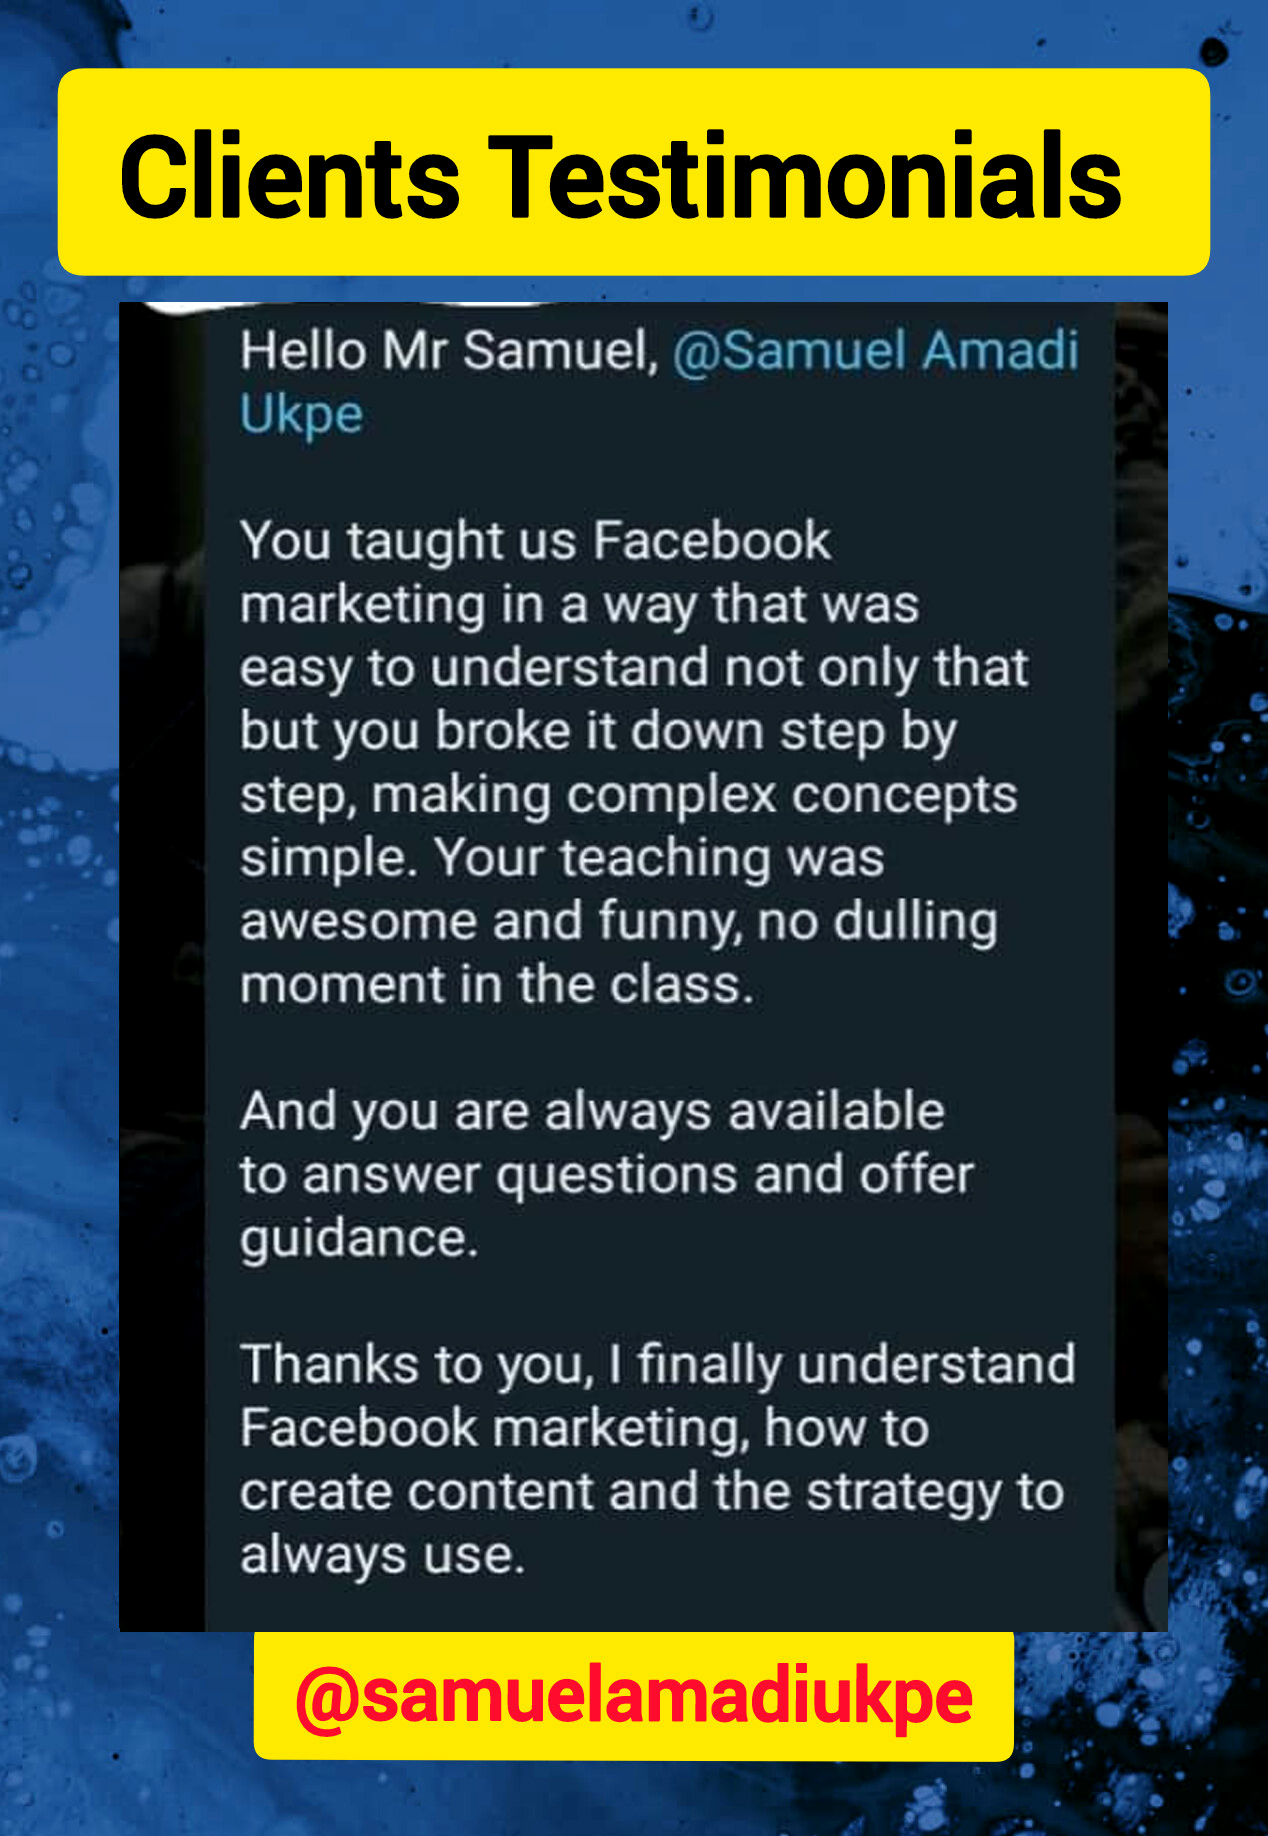 Clients Testimonials
Hello Mr Samuel, @Samuel Amadi
Ukpe
You taught us Facebook
marketing in a way that was
easy to understand not only that
but you broke it down step by
step, making complex concepts
simple. Your teaching was
awesome and funny, no dulling
moment in the class.
And you are always available
to answer questions and offer
guidance.
Thanks to you, I finally understand
Facebook marketing, how to
create content and the strategy to
always use.
@samuelamadiukpe